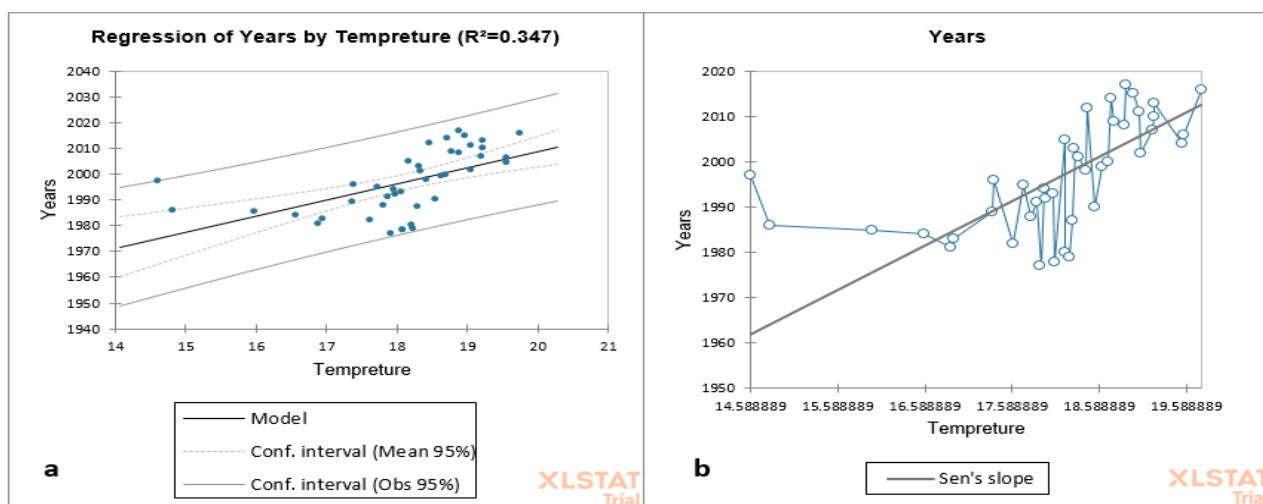 Regression of Years by Tempreture (R²=0.347)
2040
2030
2020
2010
2000
1990
1980
1970
1960
1950
1940
Years
14 15 16 17 18 19 20 21
Tempreture
Model
Conf. interval (Mean 95%)
Conf. interval (Obs 95%)
a
XLSTAT
Trial
Years
2020
2010
2000
1990
1980
1970
1960
1950
Years
14.588889 15.588889 16.588889 17.588889 18.588889 19.588889
Tempreture
Sen's slope
b
XLSTAT
Trial